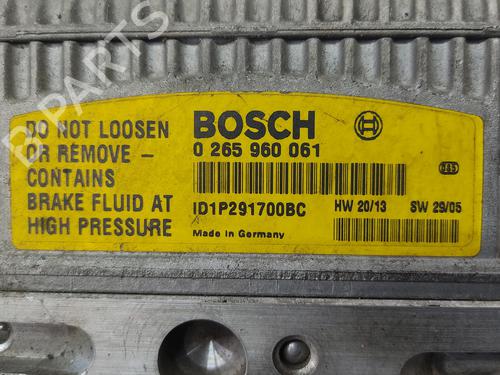 DO NOT LOOSEN
OR REMOVE –
CONTAINS
BRAKE FLUID AT
HIGH PRESSURE
BOSCH
0 265 960 061
ID1P291700BC
HW 20/13 SW 29/05
Made in Germany
B-PARTS